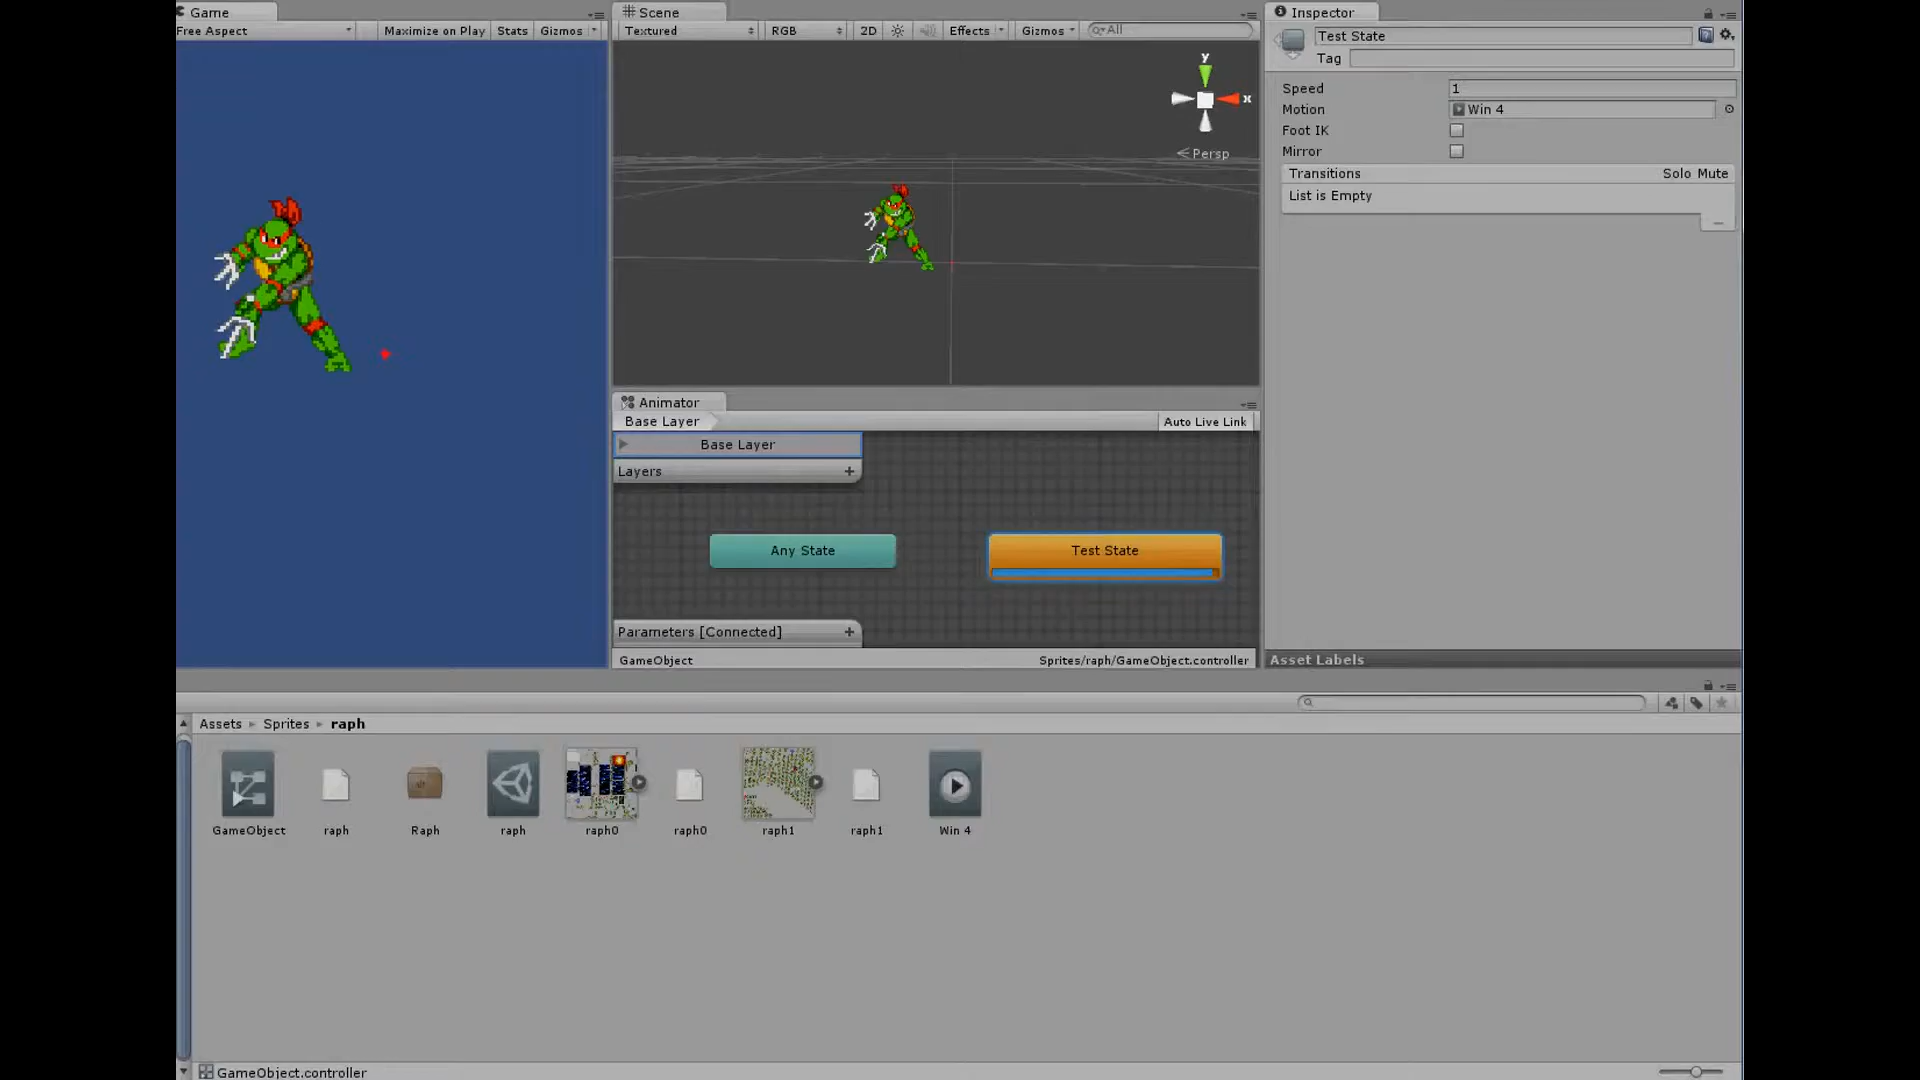 Game
Free Aspect
Maximize on Play
Stats
Gizmos
Scene
Textured
RGB
2D
Effects
Gizmos
All
y
x
Persp
Animator
Base Layer
Auto Live Link
Base Layer
Layers
Any State
Test State
Parameters [Connected]
GameObject
Sprites/raph/GameObject.controller
Inspector
Test State
Tag
Speed 1
Motion Win 4
Foot IK
Mirror
Transitions Solo Mute
List is Empty
Asset Labels
Assets Sprites raph
GameObject
raph
Raph
raph
raph0
raph0
raph1
raph1
Win 4
GameObject.controller